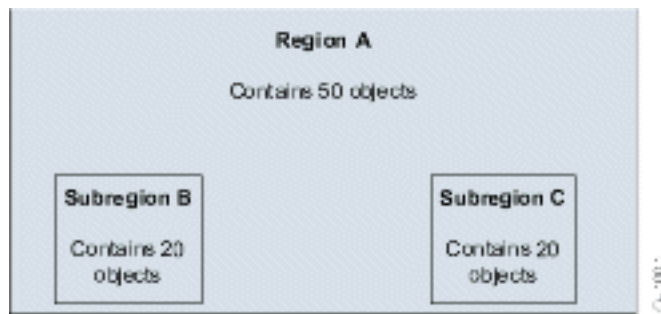 Region A
Contains 50 objects
Subregion B
Subregion C
Contains 20
objects
Contains 20
objects